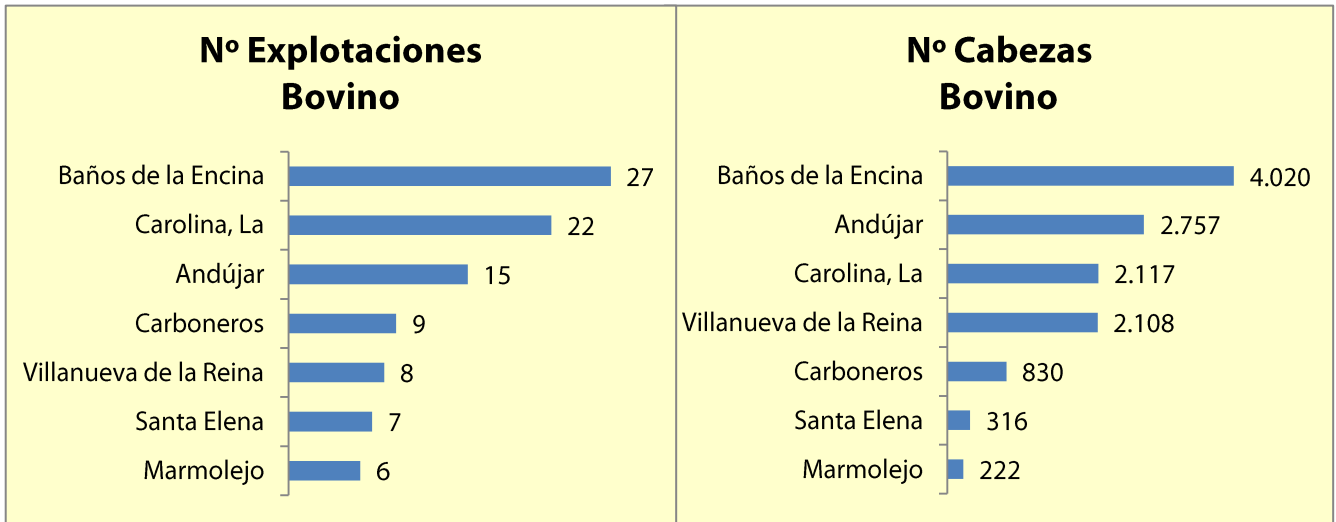 Nº Explotaciones
Bovino
Baños de la Encina 27
Carolina, La 22
Andújar 15
Carboneros 9
Villanueva de la Reina 8
Santa Elena 7
Marmolejo 6
Nº Cabezas
Bovino
Baños de la Encina 4.020
Andújar 2.757
Carolina, La 2.117
Villanueva de la Reina 2.108
Carboneros 830
Santa Elena 316
Marmolejo 222